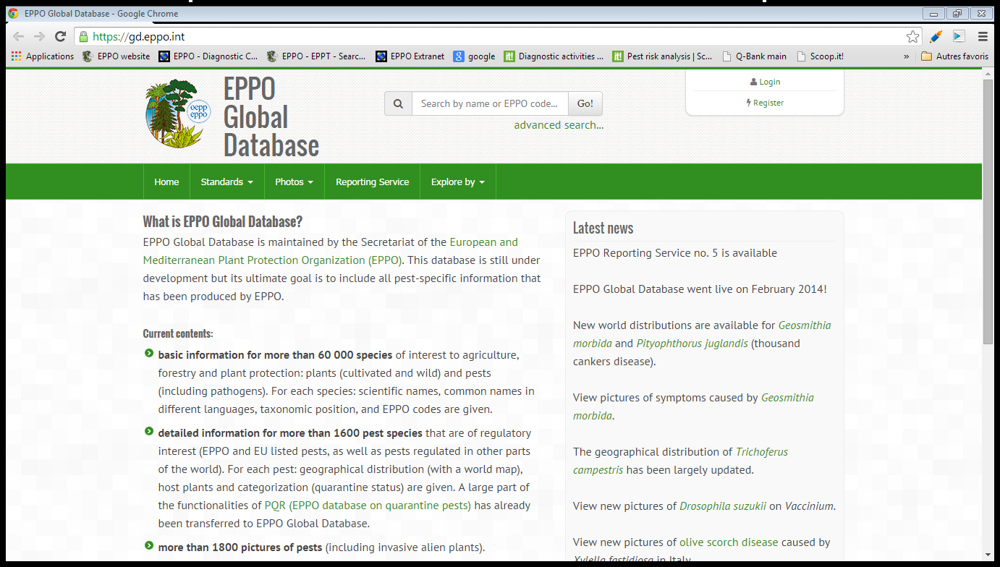 EPPO Global Database - Google Chrome
https://gd.eppo.int
Applications
EPPO website
EPPO - Diagnostic C...
EPPO - EPPT - Searc...
EPPO Extranet
google
Diagnostic activities ...
Pest risk analysis | Sc...
Q-Bank main
Scoop.it!
»
Autres favoris
oepp
eppo
EPPO
Global
Database
Search by name or EPPO code...
Go!
advanced search...
Login
Register
Home
Standards
Photos
Reporting Service
Explore by
What is EPPO Global Database?
EPPO Global Database is maintained by the Secretariat of the European and
Mediterranean Plant Protection Organization (EPPO). This database is still under
development but its ultimate goal is to include all pest-specific information that
has been produced by EPPO.
Current contents:
basic information for more than 60 000 species of interest to agriculture,
forestry and plant protection: plants (cultivated and wild) and pests
(including pathogens). For each species: scientific names, common names in
different languages, taxonomic position, and EPPO codes are given.
detailed information for more than 1600 pest species that are of regulatory
interest (EPPO and EU listed pests, as well as pests regulated in other parts
of the world). For each pest: geographical distribution (with a world map),
host plants and categorization (quarantine status) are given. A large part of
the functionalities of PQR (EPPO database on quarantine pests) has already
been transferred to EPPO Global Database.
more than 1800 pictures of pests (including invasive alien plants).
Latest news
EPPO Reporting Service no. 5 is available
EPPO Global Database went live on February 2014!
New world distributions are available for Geosmithia
morbida and Pityophthorus juglandis (thousand
cankers disease).
View pictures of symptoms caused by Geosmithia
morbida.
The geographical distribution of Trichoferus
campestris has been largely updated.
View new pictures of Drosophila suzukii on Vaccinium.
View new pictures of olive scorch disease caused by
Xylella fastidiosa in Italy